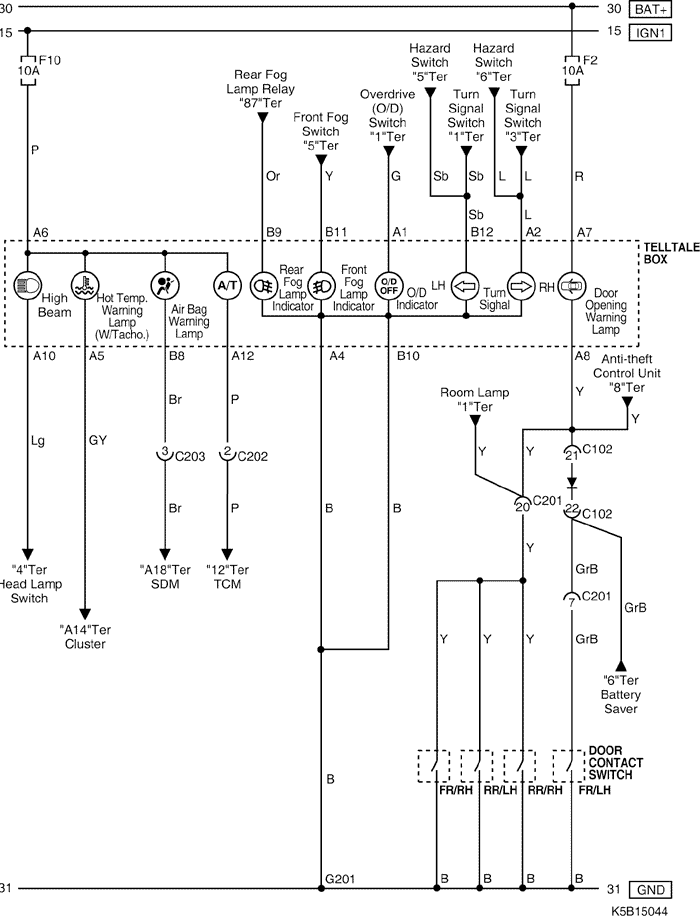 30
30
BAT+
15
15
IGN1
F10
10A
F2
10A
Hazard
Switch
"5"Ter
Hazard
Switch
"6"Ter
Rear Fog
Lamp Relay
"87"Ter
Overdrive
(O/D)
Switch
"1"Ter
Turn
Signal
Switch
"1"Ter
Turn
Signal
Switch
"3"Ter
Front Fog
Switch
"5"Ter
P
Or
Y
G
Sb
Sb
L
L
R
Sb
L
A6
B9
B11
A1
B12
A2
A7
TELLTALE
BOX
High
Beam
Hot Temp.
Warning
Lamp
(W/Tacho.)
Air Bag
Warning
Lamp
A/T
Rear
Fog
Lamp
Indicator
Front
Fog
Lamp
Indicator
O/D
OFF
O/D
Indicator
LH
Turn
Signal
RH
Door
Opening
Warning
Lamp
A10
A5
B8
A12
A4
B10
A8
Anti-theft
Control Unit
"8"Ter
Room Lamp
"1"Ter
Br
P
Y
Lg
GY
Y
Y
Y
3
C203
2
C202
21
C102
Br
P
B
B
20
C201
22
C102
Y
"4"Ter
Head Lamp
Switch
"A18"Ter
SDM
"12"Ter
TCM
GrB
7
C201
GrB
"A14"Ter
Cluster
Y
Y
Y
GrB
"6"Ter
Battery
Saver
DOOR
CONTACT
SWITCH
B
FR/RH
RR/LH
RR/RH
FR/LH
G201
B
B
B
B
31
31
GND
K5B15044